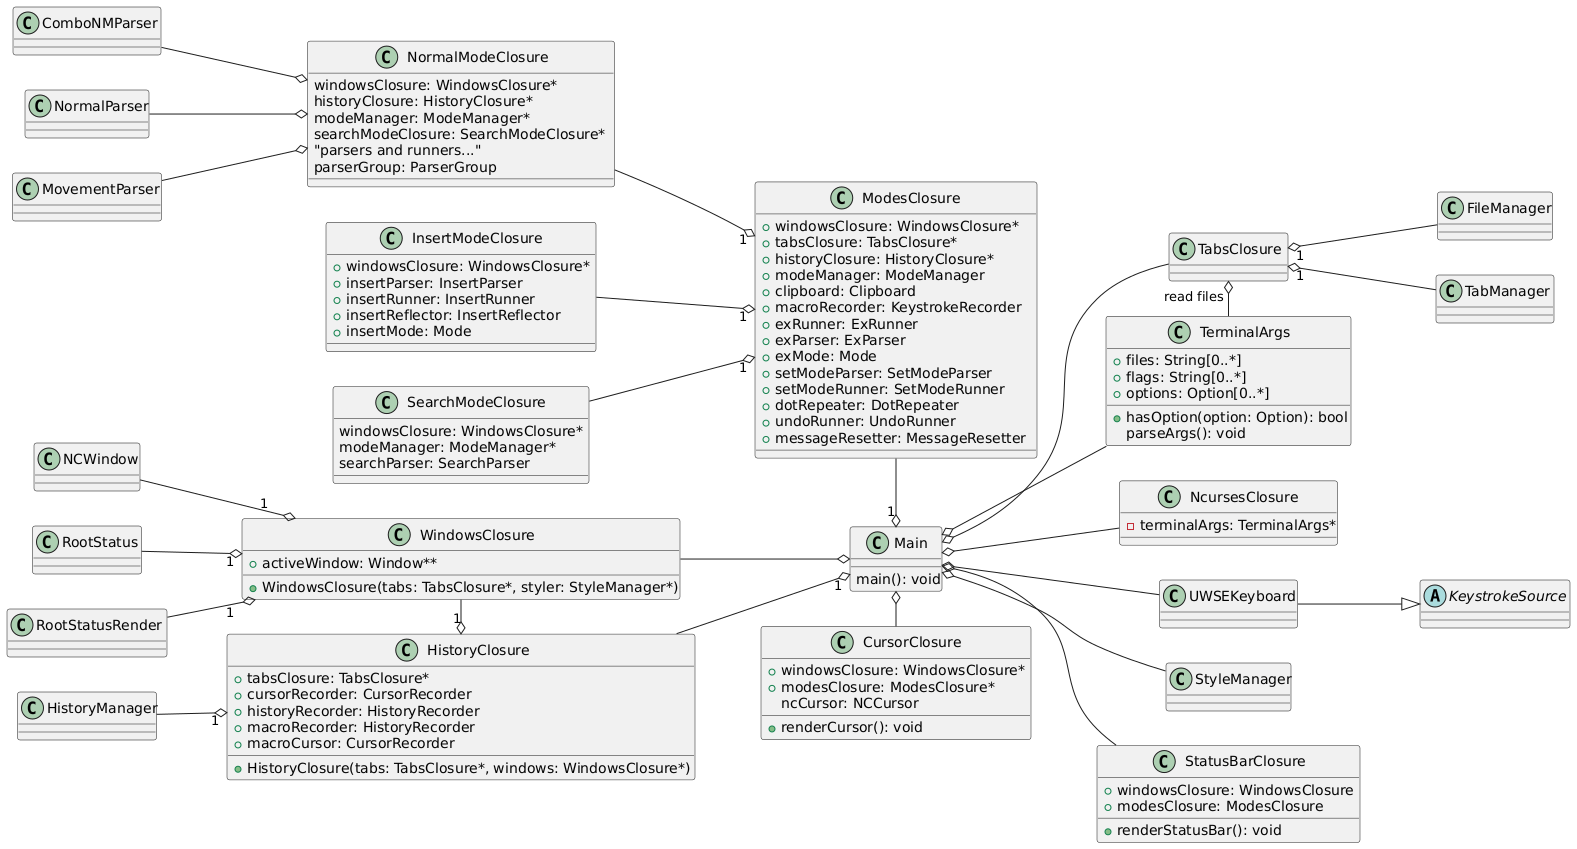 C ComboNMParser
C NormalParser
C MovementParser
C NormalModeClosure
windowsClosure: WindowsClosure*
historyClosure: HistoryClosure*
modeManager: ModeManager*
searchModeClosure: SearchModeClosure*
"parsers and runners..."
parserGroup: ParserGroup
C InsertModeClosure
windowsClosure: WindowsClosure*
insertParser: InsertParser
insertRunner: InsertRunner
insertReflector: InsertReflector
insertMode: Mode
C SearchModeClosure
windowsClosure: WindowsClosure*
modeManager: ModeManager*
searchParser: SearchParser
1
1
1
C ModesClosure
windowsClosure: WindowsClosure*
tabsClosure: TabsClosure*
historyClosure: HistoryClosure*
modeManager: ModeManager
clipboard: Clipboard
macroRecorder: KeystrokeRecorder
exRunner: ExRunner
exParser: ExParser
exMode: Mode
setModeParser: SetModeParser
setModeRunner: SetModeRunner
dotRepeater: DotRepeater
undoRunner: UndoRunner
messageResetter: MessageResetter
C TabsClosure
1
1
C FileManager
C TabManager
read files
C TerminalArgs
files: String[0..*]
flags: String[0..*]
options: Option[0..*]
hasOption(option: Option): bool
parseArgs(): void
C NCWindow
C RootStatus
C RootStatusRender
C HistoryManager
1
1
1
1
C WindowsClosure
activeWindow: Window**
WindowsClosure(tabs: TabsClosure*, styler: StyleManager*)
1
C HistoryClosure
tabsClosure: TabsClosure*
cursorRecorder: CursorRecorder
historyRecorder: HistoryRecorder
macroRecorder: HistoryRecorder
macroCursor: CursorRecorder
HistoryClosure(tabs: TabsClosure*, windows: WindowsClosure*)
1
1
C Main
main(): void
C CursorClosure
windowsClosure: WindowsClosure*
modesClosure: ModesClosure*
ncCursor: NCCursor
renderCursor(): void
C NcursesClosure
terminalArgs: TerminalArgs*
C UWSEKeyboard
A KeystrokeSource
C StyleManager
C StatusBarClosure
windowsClosure: WindowsClosure
modesClosure: ModesClosure
renderStatusBar(): void